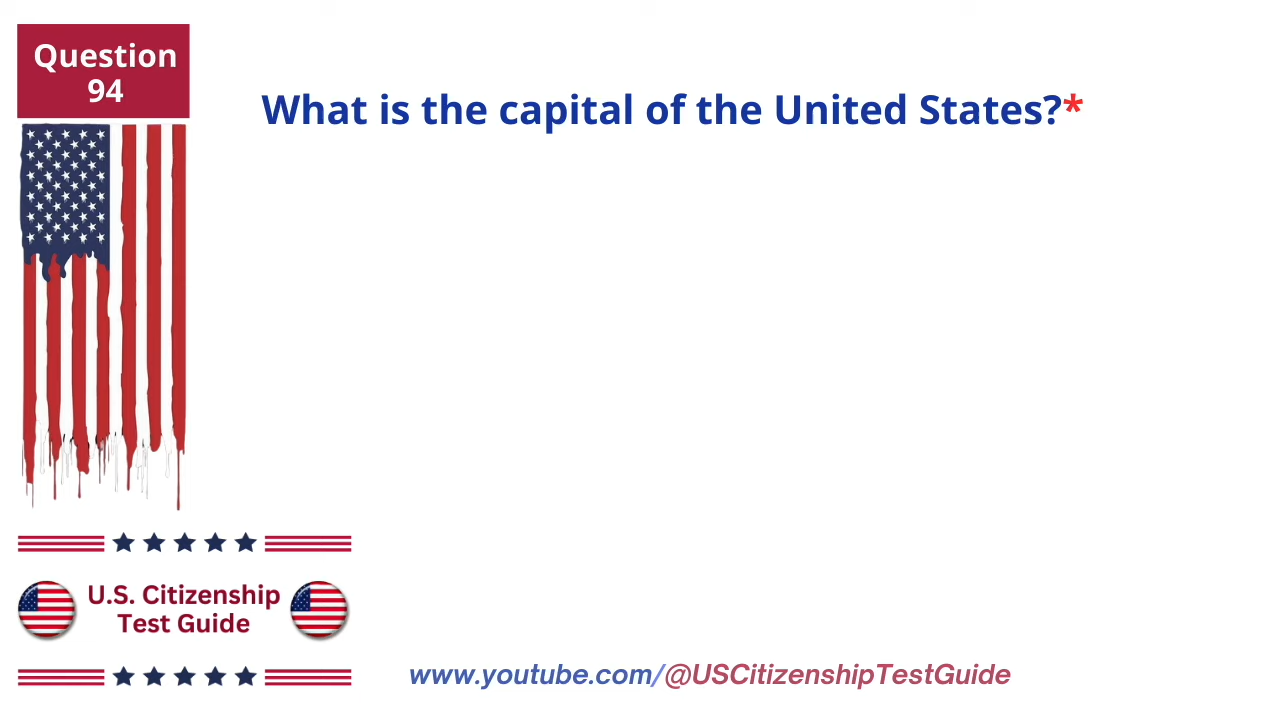 Question
94
What is the capital of the United States?*
U.S. Citizenship
Test Guide
www.youtube.com/@USCitizenshipTestGuide